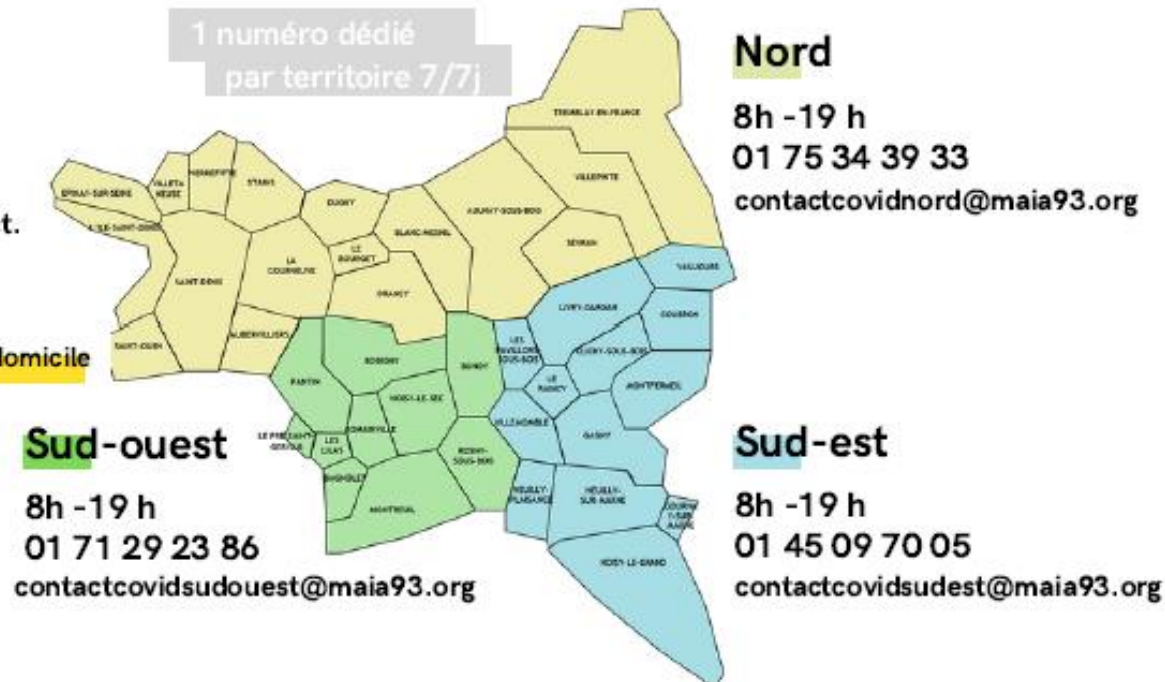 1 numéro dédié
par territoire 7/7j
Nord
8h -19 h
01 75 34 39 33
contactcovidnord@maia93.org
t.
domicile
Sud-ouest
8h -19 h
01 71 29 23 86
contactcovidsudouest@maia93.org
Sud-est
8h -19 h
01 45 09 70 05
contactcovidsudest@maia93.org
TREMBLAY-EN-FRANCE
VILLEPINTE
EPINAY-SUR-SEINE
VILLETA
NEUSE
PIERREFITTE
STAINS
DUGNY
AULNAY-SOUS-BOIS
BLANC-MESNIL
SEVRAN
L'ILE-SAINT-DENIS
LE
BOURGET
LA
COURNEUVE
SAINT-DENIS
DRANCY
VAUJOURS
LIVRY-GARGAN
COUBRON
SAINT-OUEN
AUBERVILLIERS
LES
PAVILLONS
SOUS-BOIS
CLICHY-SOUS-BOIS
BOBIGNY
BONDY
PANTIN
LE
RAINCY
MONTFERMEIL
NOISY-LE-SEC
VILLEMOMBLE
GAGNY
LE PRE SAINT-
GERVAIS
LES
LILAS
ROMAINVILLE
ROSNY-
SOUS-BOIS
BAGNOLET
MONTREUIL
NEUILLY-
PLAISANCE
NEUILLY-
SUR-MARNE
GOURNA
Y-SUR
MARNE
NOISY-LE-GRAND